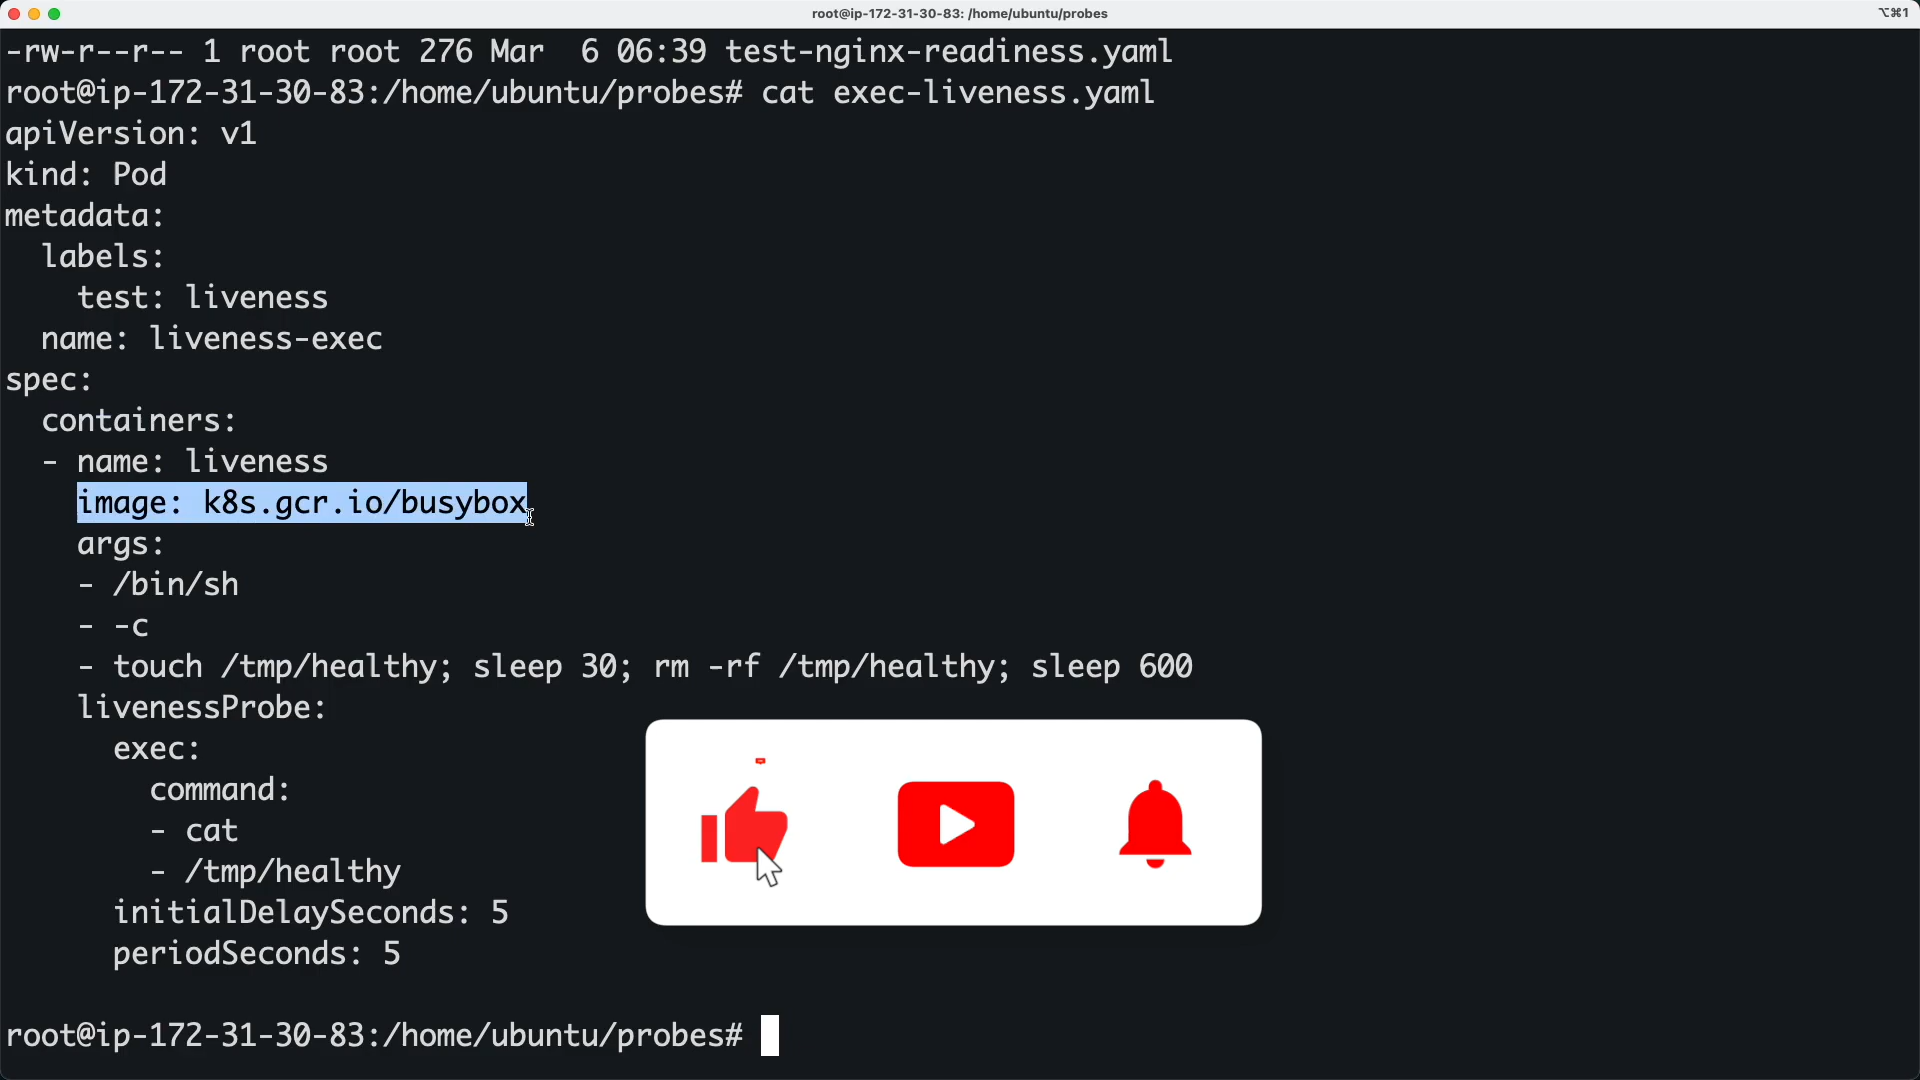 root@ip-172-31-30-83: /home/ubuntu/probes
⌥⌘1
-rw-r--r-- 1 root root 276 Mar  6 06:39 test-nginx-readiness.yaml
root@ip-172-31-30-83:/home/ubuntu/probes# cat exec-liveness.yaml
apiVersion: v1
kind: Pod
metadata:
  labels:
    test: liveness
  name: liveness-exec
spec:
  containers:
  - name: liveness
    image: k8s.gcr.io/busybox
    args:
    - /bin/sh
    - -c
    - touch /tmp/healthy; sleep 30; rm -rf /tmp/healthy; sleep 600
    livenessProbe:
      exec:
        command:
        - cat
        - /tmp/healthy
      initialDelaySeconds: 5
      periodSeconds: 5
root@ip-172-31-30-83:/home/ubuntu/probes#